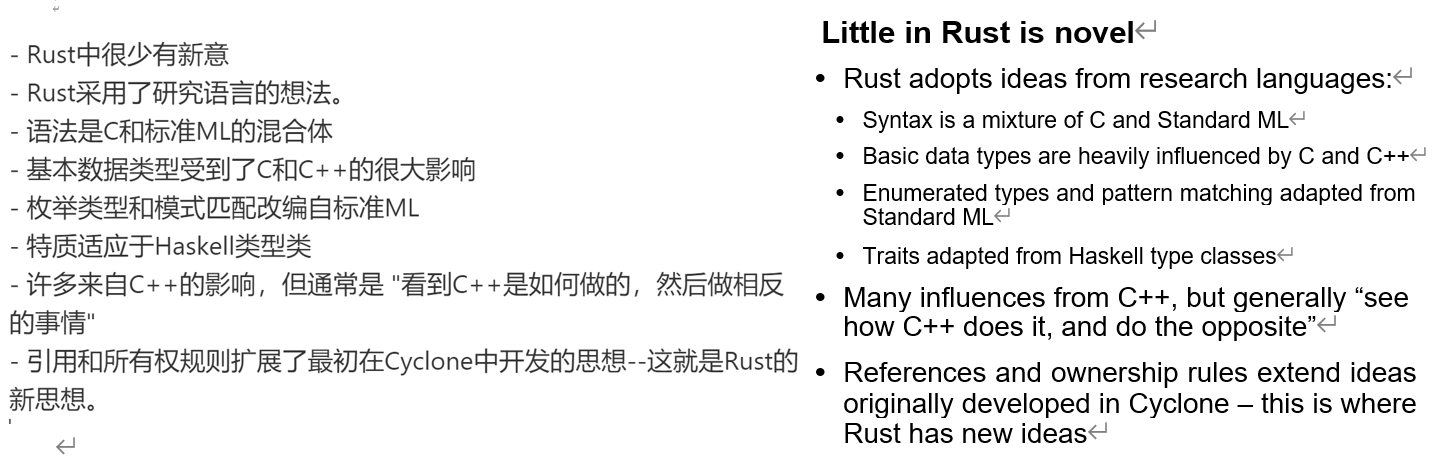 - Rust中很少有新意
- Rust采用了研究语言的想法。
- 语法是C和标准ML的混合体
- 基本数据类型受到了C和C++的很大影响
- 枚举类型和模式匹配改编自标准ML
- 特质适应于Haskell类型类
- 许多来自C++的影响，但通常是 "看到C++是如何做的，然后做相反
的事情"
- 引用和所有权规则扩展了最初在Cyclone中开发的思想--这就是Rust的
新思想。
Little in Rust is novel
• Rust adopts ideas from research languages:
• Syntax is a mixture of C and Standard ML
• Basic data types are heavily influenced by C and C++
• Enumerated types and pattern matching adapted from
Standard ML
• Traits adapted from Haskell type classes
• Many influences from C++, but generally “see
how C++ does it, and do the opposite”
• References and ownership rules extend ideas
originally developed in Cyclone – this is where
Rust has new ideas